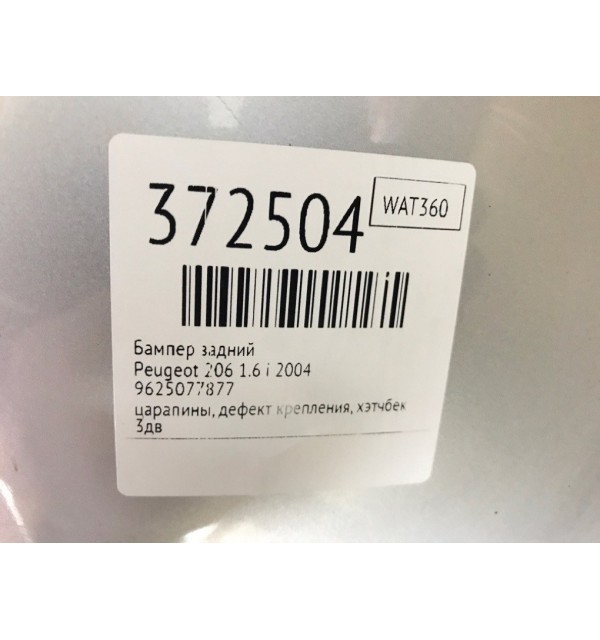 372504
WAT360
Бампер задний
Peugeot 206 1.6 i 2004
9625077877
царапины, дефект крепления, хэтчбек
3дв